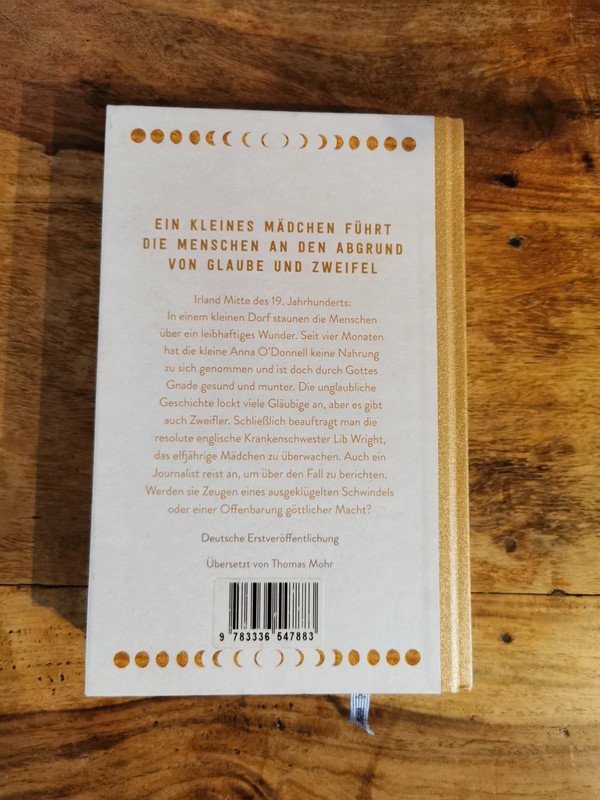 EIN KLEINES MÄDCHEN FÜHRT
DIE MENSCHEN AN DEN ABGRUND
VON GLAUBE UND ZWEIFEL
Irland Mitte des 19. Jahrhunderts:
In einem kleinen Dorf staunen die Menschen
über ein leibhaftiges Wunder. Seit vier Monaten
hat die kleine Anna O'Donnell keine Nahrung
zu sich genommen und ist doch durch Gottes
Gnade gesund und munter. Die unglaubliche
Geschichte lockt viele Gläubige an, aber es gibt
auch Zweifler. Schließlich beauftragt man die
resolute englische Krankenschwester Lib Wright,
das elfjährige Mädchen zu überwachen. Auch ein
Journalist reist an, um über den Fall zu berichten.
Werden sie Zeugen eines ausgeklügelten Schwindels
oder einer Offenbarung göttlicher Macht?
Deutsche Erstveröffentlichung
Übersetzt von Thomas Mohr
9 783336 547883